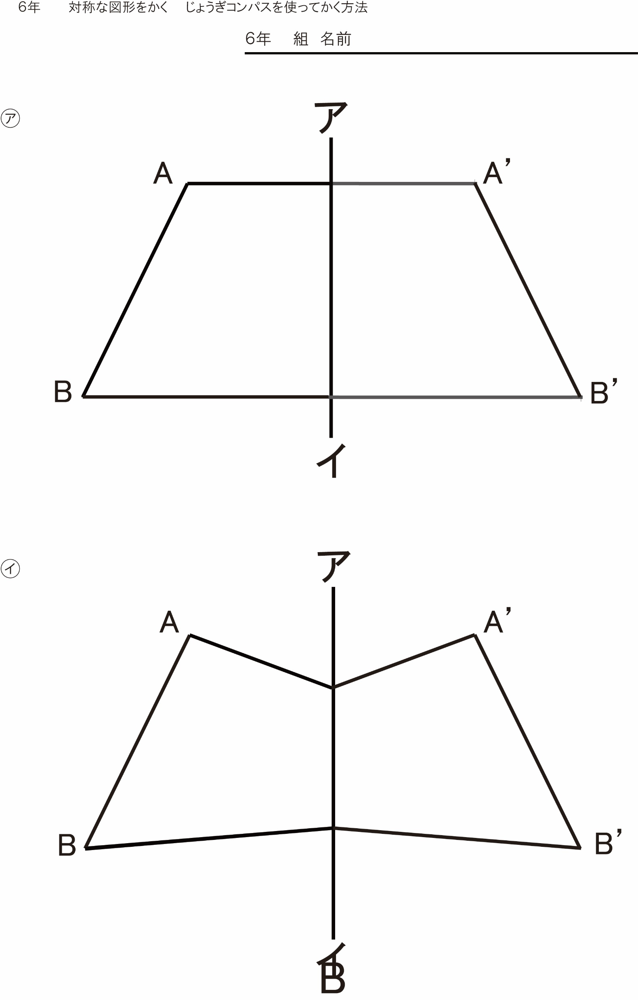 6年　　対称な図形をかく　じょうぎコンパスを使ってかく方法
6年　組　名前
㋐
ア
A　A’
B　B’
イ
㋑
ア
A　A’
B　B’
イ
B